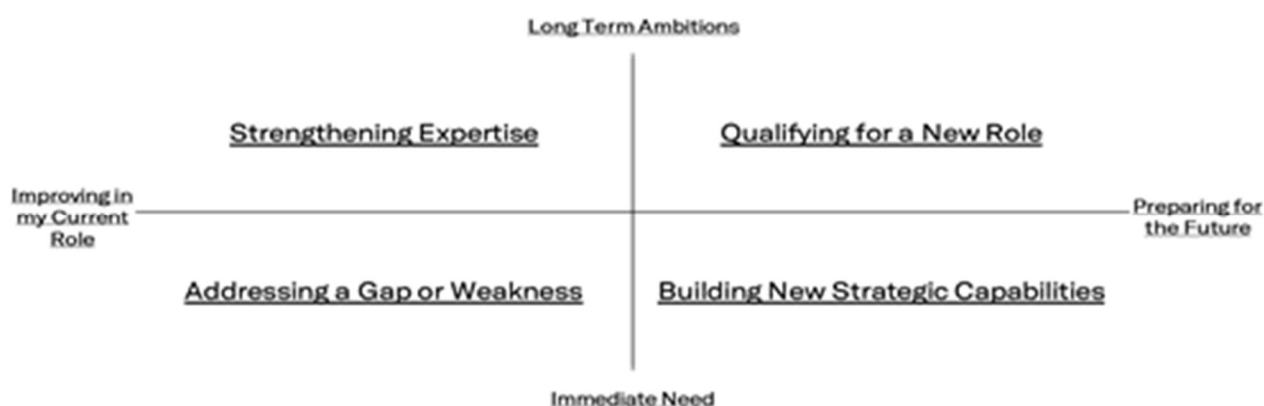 Long Term Ambitions
Strengthening Expertise
Qualifying for a New Role
Improving in
my Current
Role
Preparing for
the Future
Addressing a Gap or Weakness
Building New Strategic Capabilities
Immediate Need